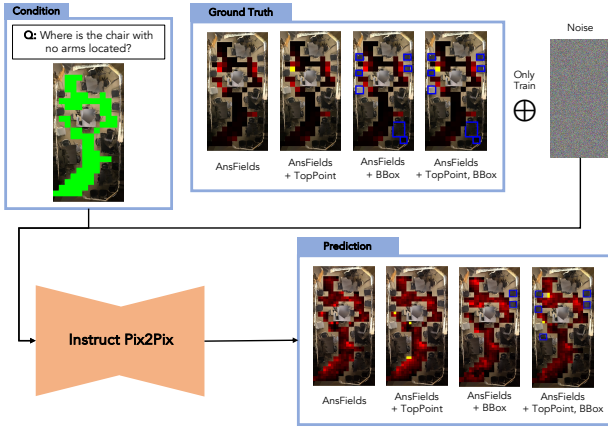 Condition
Q: Where is the chair with
no arms located?
Ground Truth
AnsFields
AnsFields
+ TopPoint
AnsFields
+ BBox
AnsFields
+ TopPoint, BBox
Only
Train
Noise
Instruct Pix2Pix
Prediction
AnsFields
AnsFields
+ TopPoint
AnsFields
+ BBox
AnsFields
+ TopPoint, BBox